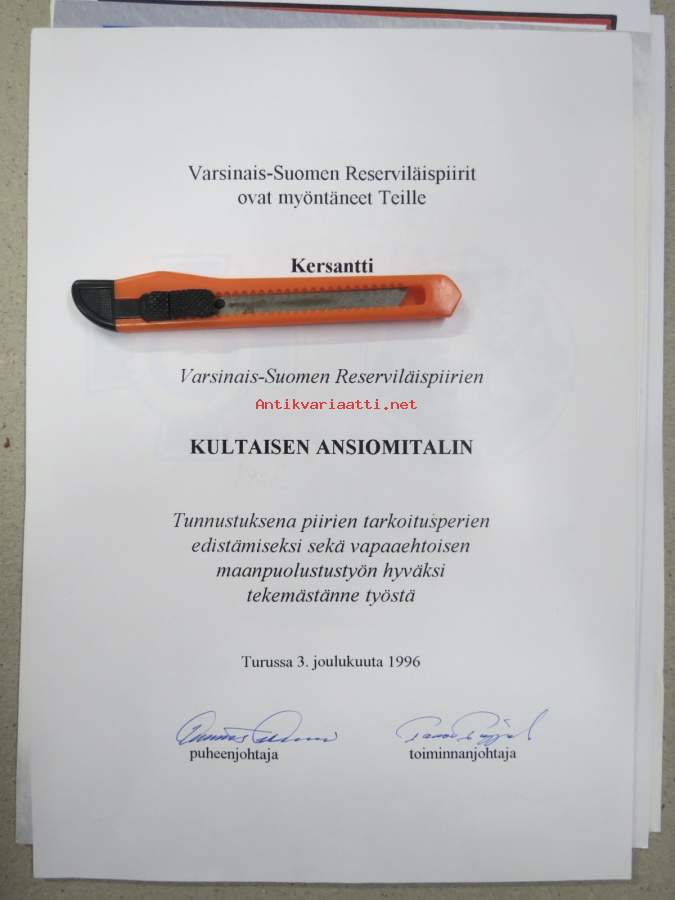 Varsinais-Suomen Reserviläispiirit
ovat myöntäneet Teille
Kersantti
Varsinais-Suomen Reserviläispiirien
Antikvariaatti.net
KULTAISEN ANSIOMITALIN
Tunnustuksena piirien tarkoitusperien
edistämiseksi sekä vapaaehtoisen
maanpuolustustyön hyväksi
tekemästänne työstä
Turussa 3. joulukuuta 1996
puheenjohtaja toiminnanjohtaja